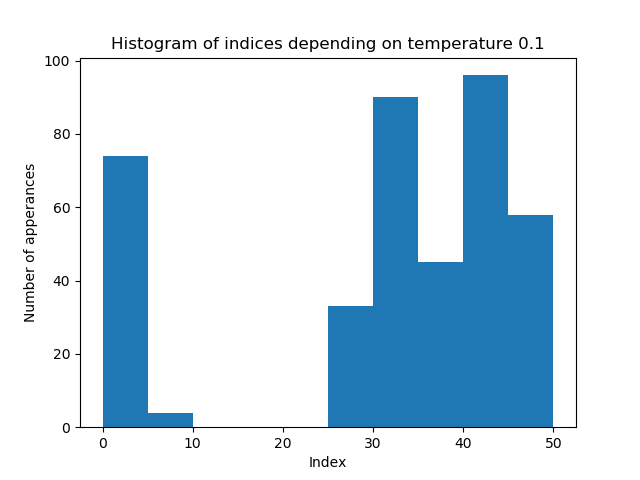 Histogram of indices depending on temperature 0.1
100
80
60
40
20
0
Number of apperances
0 10 20 30 40 50
Index